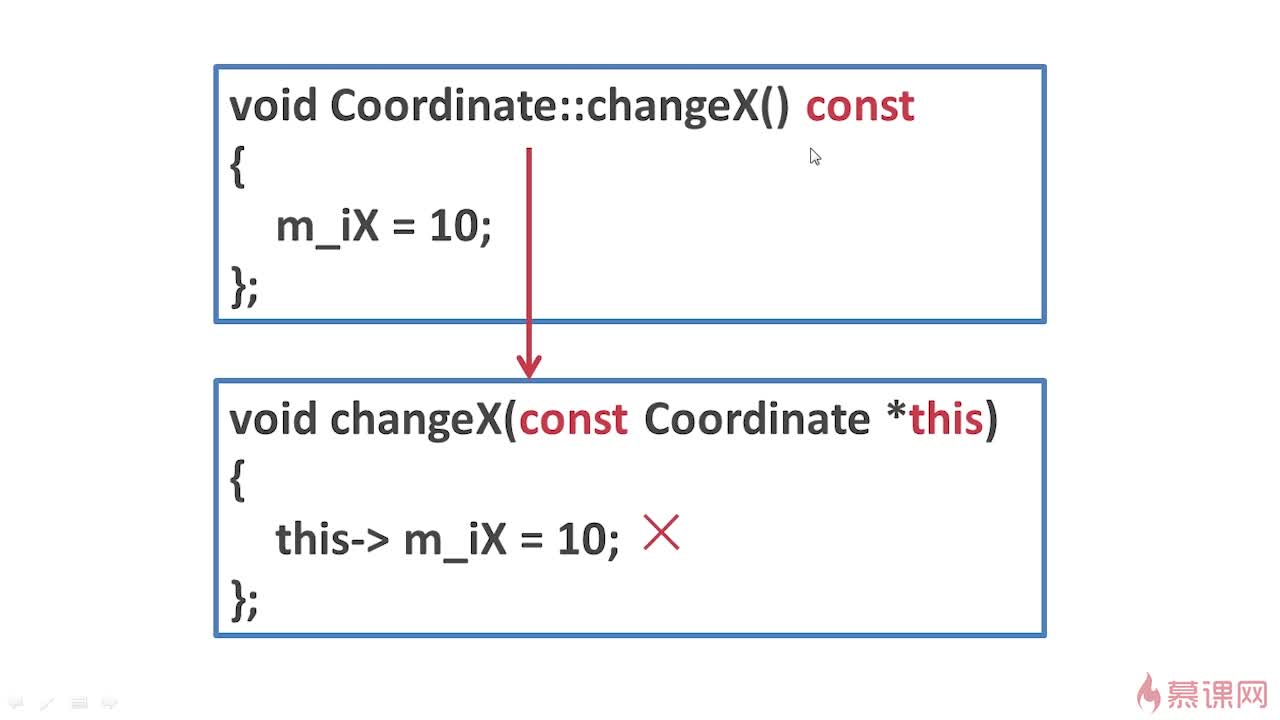 void Coordinate::changeX() const
{
m_iX = 10;
};
void changeX(const Coordinate *this)
{
this-> m_iX = 10;
};
慕课网